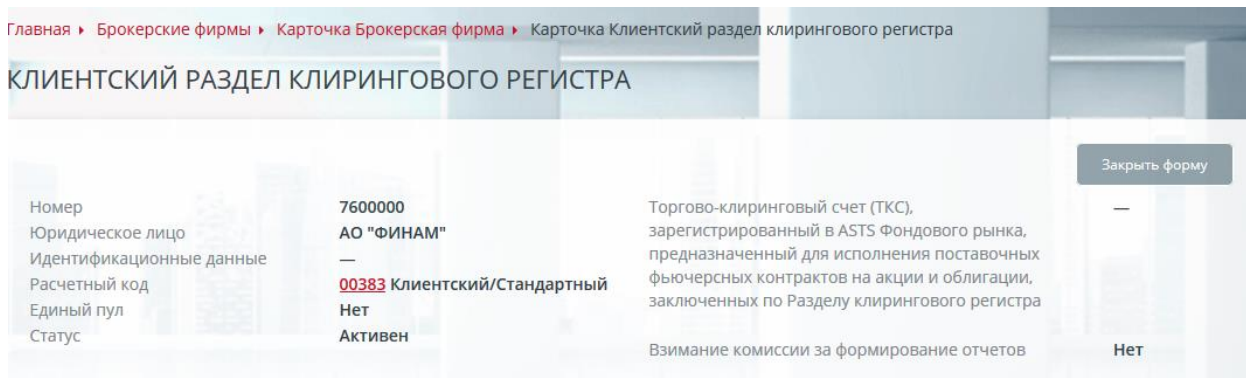 Главная ▸ Брокерские фирмы ▸ Карточка Брокерская фирма ▸ Карточка Клиентский раздел клирингового регистра
КЛИЕНТСКИЙ РАЗДЕЛ КЛИРИНГОВОГО РЕГИСТРА
Закрыть форму
Номер 7600000
Юридическое лицо АО "ФИНАМ"
Идентификационные данные —
Расчетный код 00383 Клиентский/Стандартный
Единый пул Нет
Статус Активен
Торгово-клиринговый счет (ТКС), —
зарегистрированный в ASTS Фондового рынка,
предназначенный для исполнения поставочных
фьючерсных контрактов на акции и облигации,
заключенных по Разделу клирингового регистра
Взимание комиссии за формирование отчетов Нет